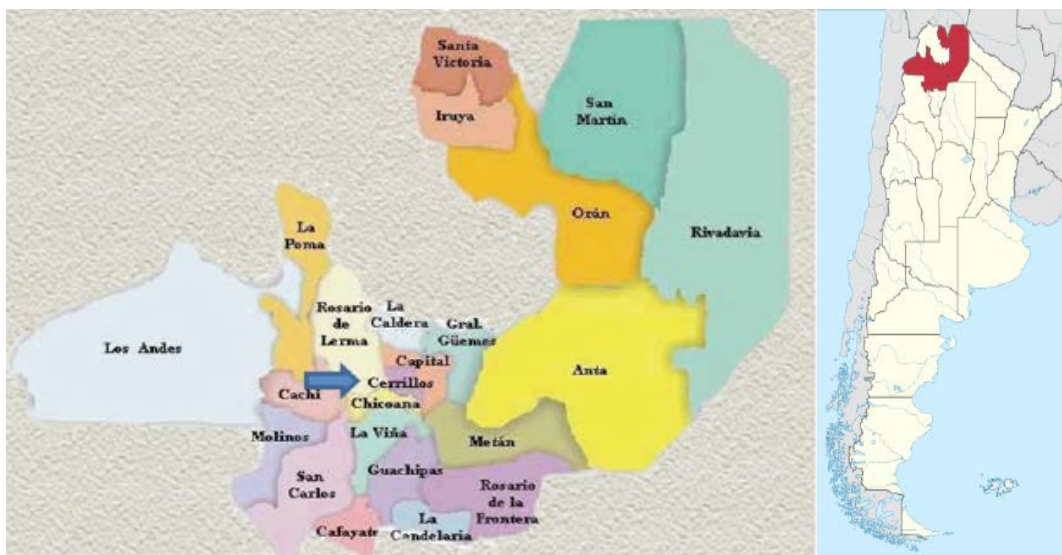 Santa
Victoria
Iruya
San
Martín
Orán
Rivadavia
La
Poma
Rosario
de
Lerma
La
Caldera
Gral.
Güemes
Los Andes
Capital
Anta
Cerrillos
Cachi
Chicoana
Molinos
La Viña
Metán
Guachipas
San
Carlos
Rosario
de la
Frontera
Cafayate
La
Candelaria